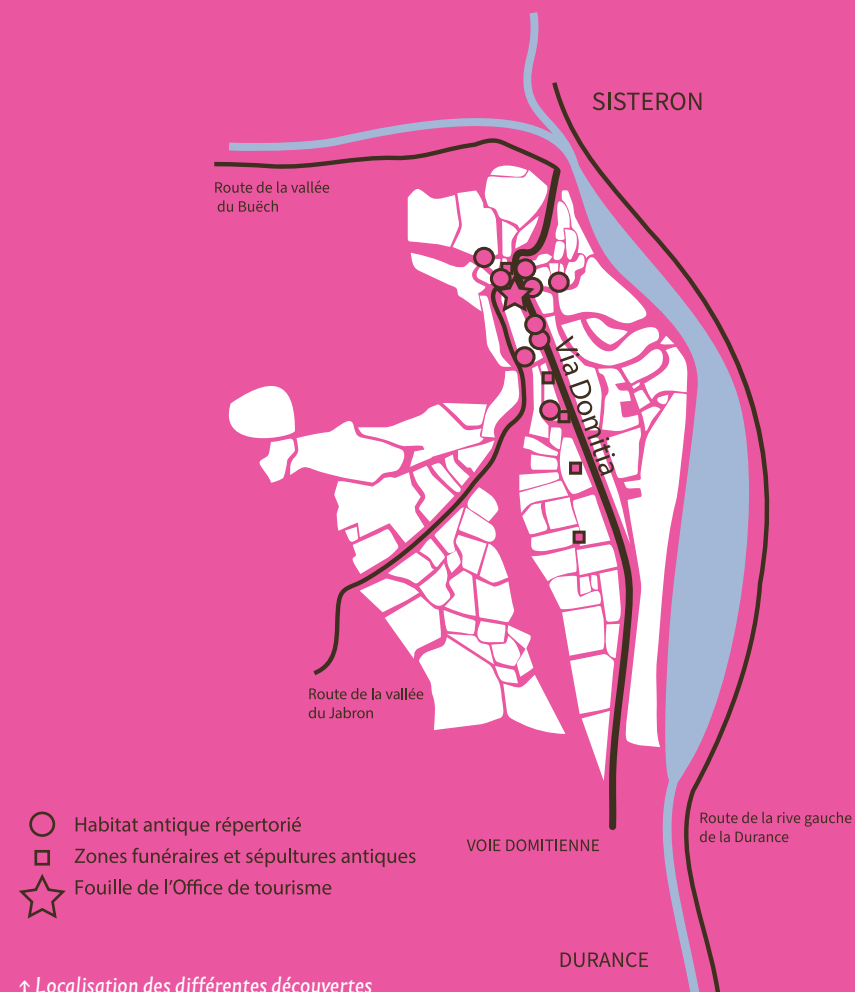 SISTERON
Route de la vallée
du Buëch
Via Domitia
Route de la vallée
du Jabron
Habitat antique répertorié
Zones funéraires et sépultures antiques
Fouille de l'Office de tourisme
VOIE DOMITIENNE
Route de la rive gauche
de la Durance
DURANCE
↑ Localisation des différentes découvertes